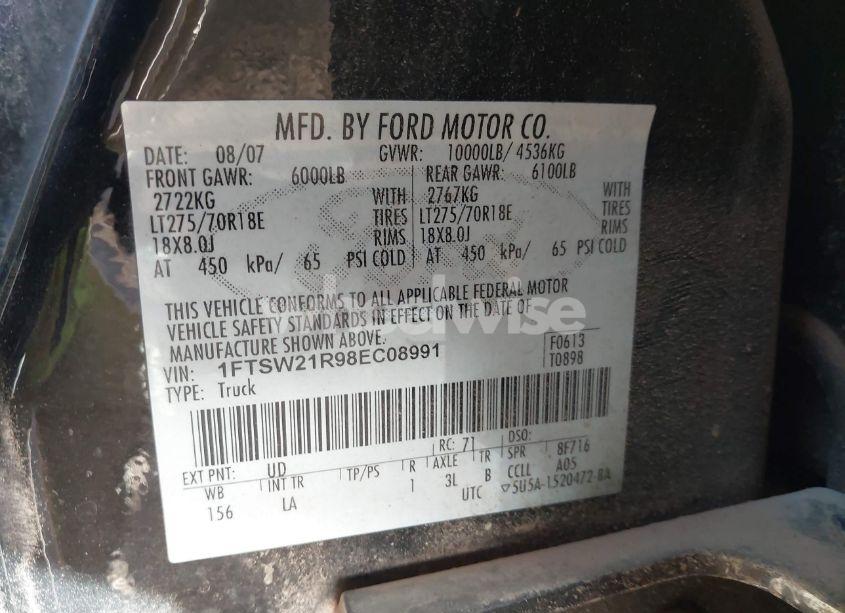 MFD. BY FORD MOTOR CO.
DATE: 08/07 GVWR: 10000LB/ 4536KG
FRONT GAWR: 6000LB REAR GAWR: 6100LB
2722KG WITH 2767KG WITH
LT275/70R18E TIRES LT275/70R18E TIRES
18X8.0J RIMS 18X8.0J RIMS
AT 450 kPa/ 65 PSI COLD AT 450 kPa/ 65 PSI COLD
THIS VEHICLE CONFORMS TO ALL APPLICABLE FEDERAL MOTOR
VEHICLE SAFETY STANDARDS IN EFFECT ON THE DATE OF
MANUFACTURE SHOWN ABOVE.
VIN: 1FTSW21R98EC08991 F0613
TYPE: Truck T0898
RC: 71 DSO:
EXT PNT: UD R AXLE TR SPR 8F716
WB INT TR TP/PS 1 3L B CCLL A05
156 LA UTC ▽5U5A-1520472-BA